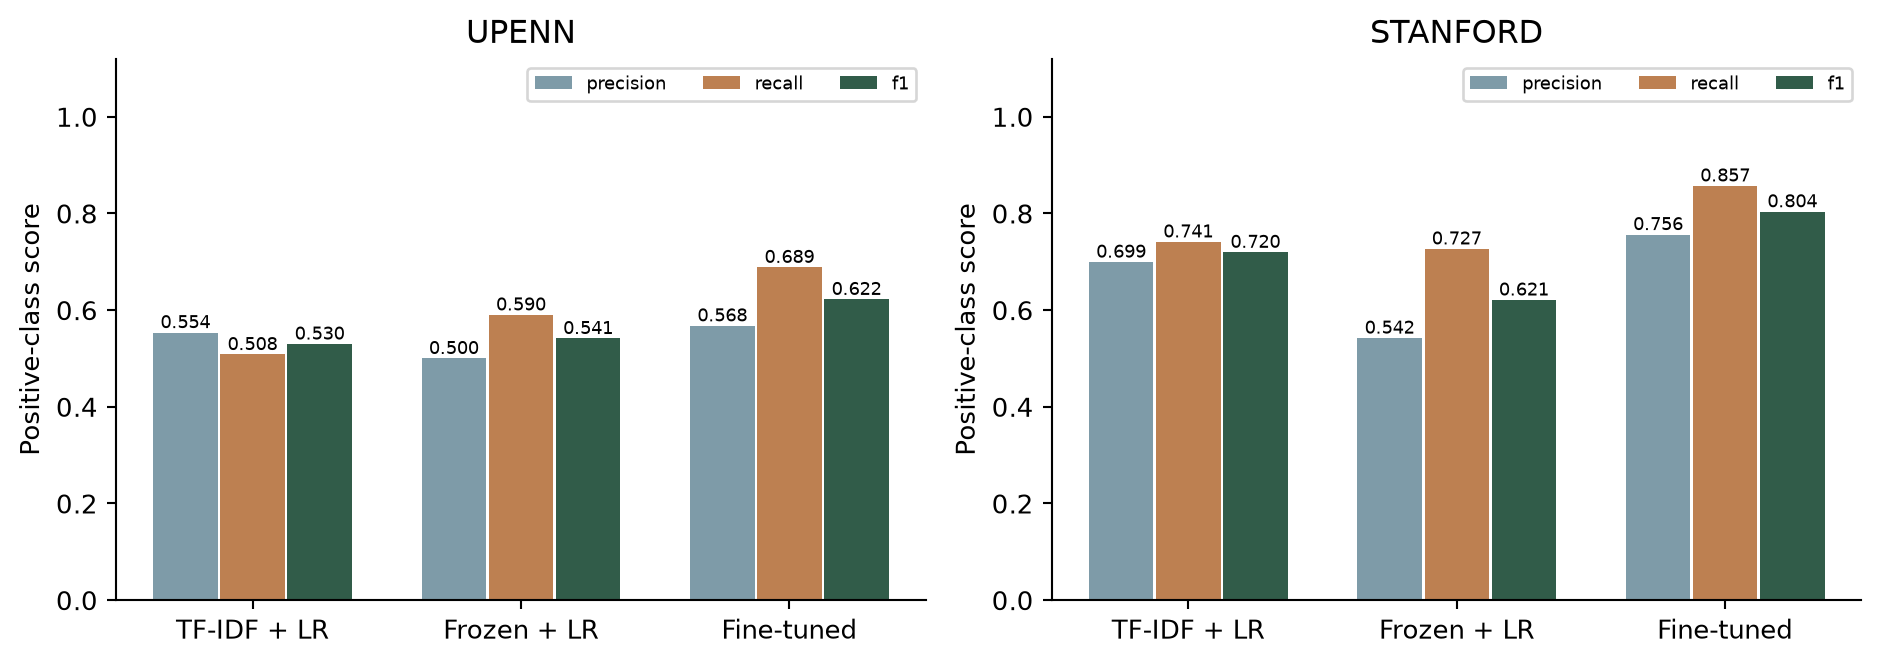 UPENN
precision recall f1
Positive-class score
1.0
0.8
0.6
0.4
0.2
0.0
0.554 0.508 0.530
0.500 0.590 0.541
0.568 0.689 0.622
TF-IDF + LR Frozen + LR Fine-tuned
STANFORD
precision recall f1
Positive-class score
1.0
0.8
0.6
0.4
0.2
0.0
0.699 0.741 0.720
0.542 0.727 0.621
0.756 0.857 0.804
TF-IDF + LR Frozen + LR Fine-tuned